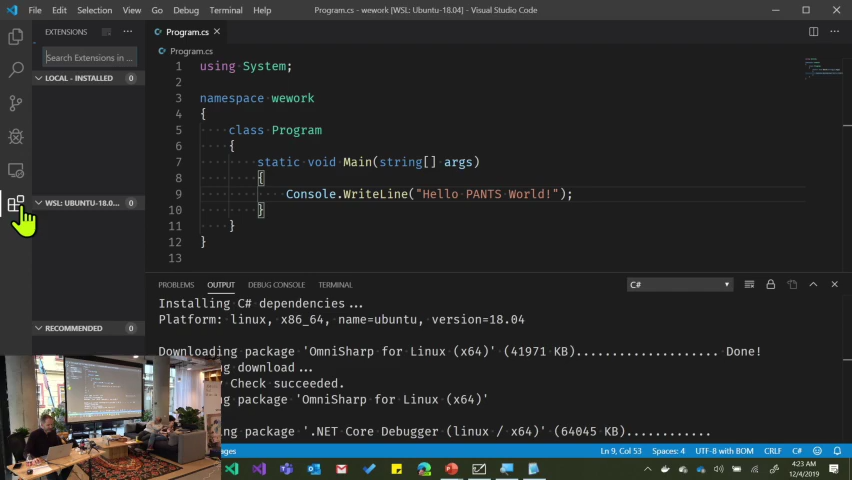 File Edit Selection View Go Debug Terminal Help Program.cs - wework [WSL: Ubuntu-18.04] - Visual Studio Code
EXTENSIONS
Search Extensions in ...
LOCAL - INSTALLED 0
WSL: UBUNTU-18.0... 0
RECOMMENDED 0
Program.cs
Program.cs
1 using System;
2
3 namespace wework
4 {
5 class Program
6 {
7 static void Main(string[] args)
8 {
9 Console.WriteLine("Hello PANTS World!");
10 }
11 }
12 }
13
PROBLEMS OUTPUT DEBUG CONSOLE TERMINAL C#
Installing C# dependencies...
Platform: linux, x86_64, name=ubuntu, version=18.04
Downloading package 'OmniSharp for Linux (x64)' (41971 KB).................... Done!
ng download...
Check succeeded.
ng package 'OmniSharp for Linux (x64)'
ng package '.NET Core Debugger (linux / x64)' (64045 KB)............
ages Ln 9, Col 53 Spaces: 4 UTF-8 with BOM CRLF C#
4:23 AM
12/4/2019